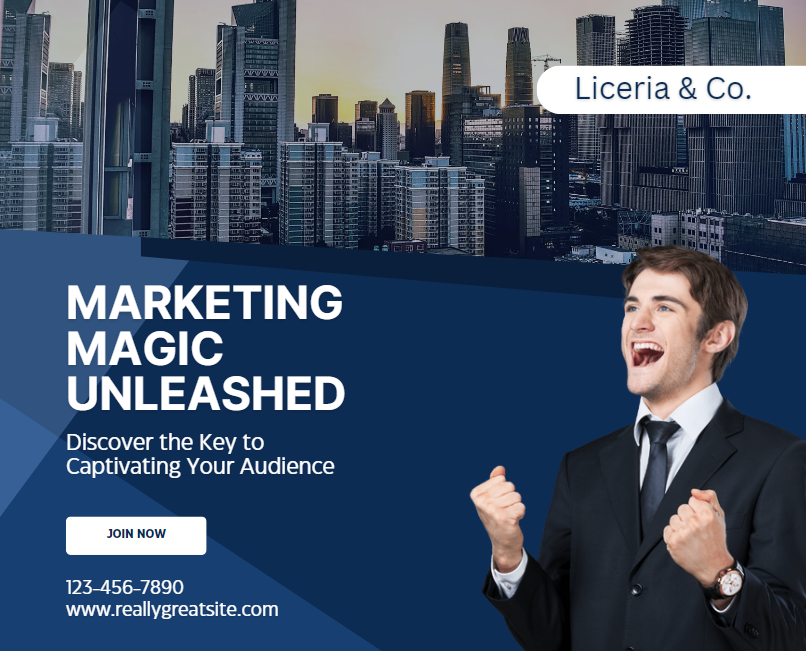 Liceria & Co.
MARKETING
MAGIC
UNLEASHED
Discover the Key to
Captivating Your Audience
JOIN NOW
123-456-7890
www.reallygreatsite.com